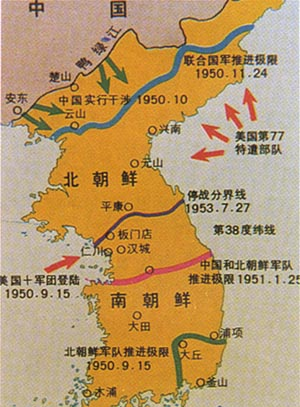 中 国
鸭绿江
楚山
联合国军推进极限
1950.11.24
安东
中国实行干涉 1950.10
云山
兴南
美国第77
特遣部队
元山
北朝鲜
停战分界线
1953.7.27
平康
板门店
第38度纬线
仁川
汉城
中国和北朝鲜军队
推进极限1951.1.25
美国十军团登陆
1950.9.15
南朝鲜
大田
浦项
北朝鲜军队推进极限
1950.9.15
大丘
釜山
木浦